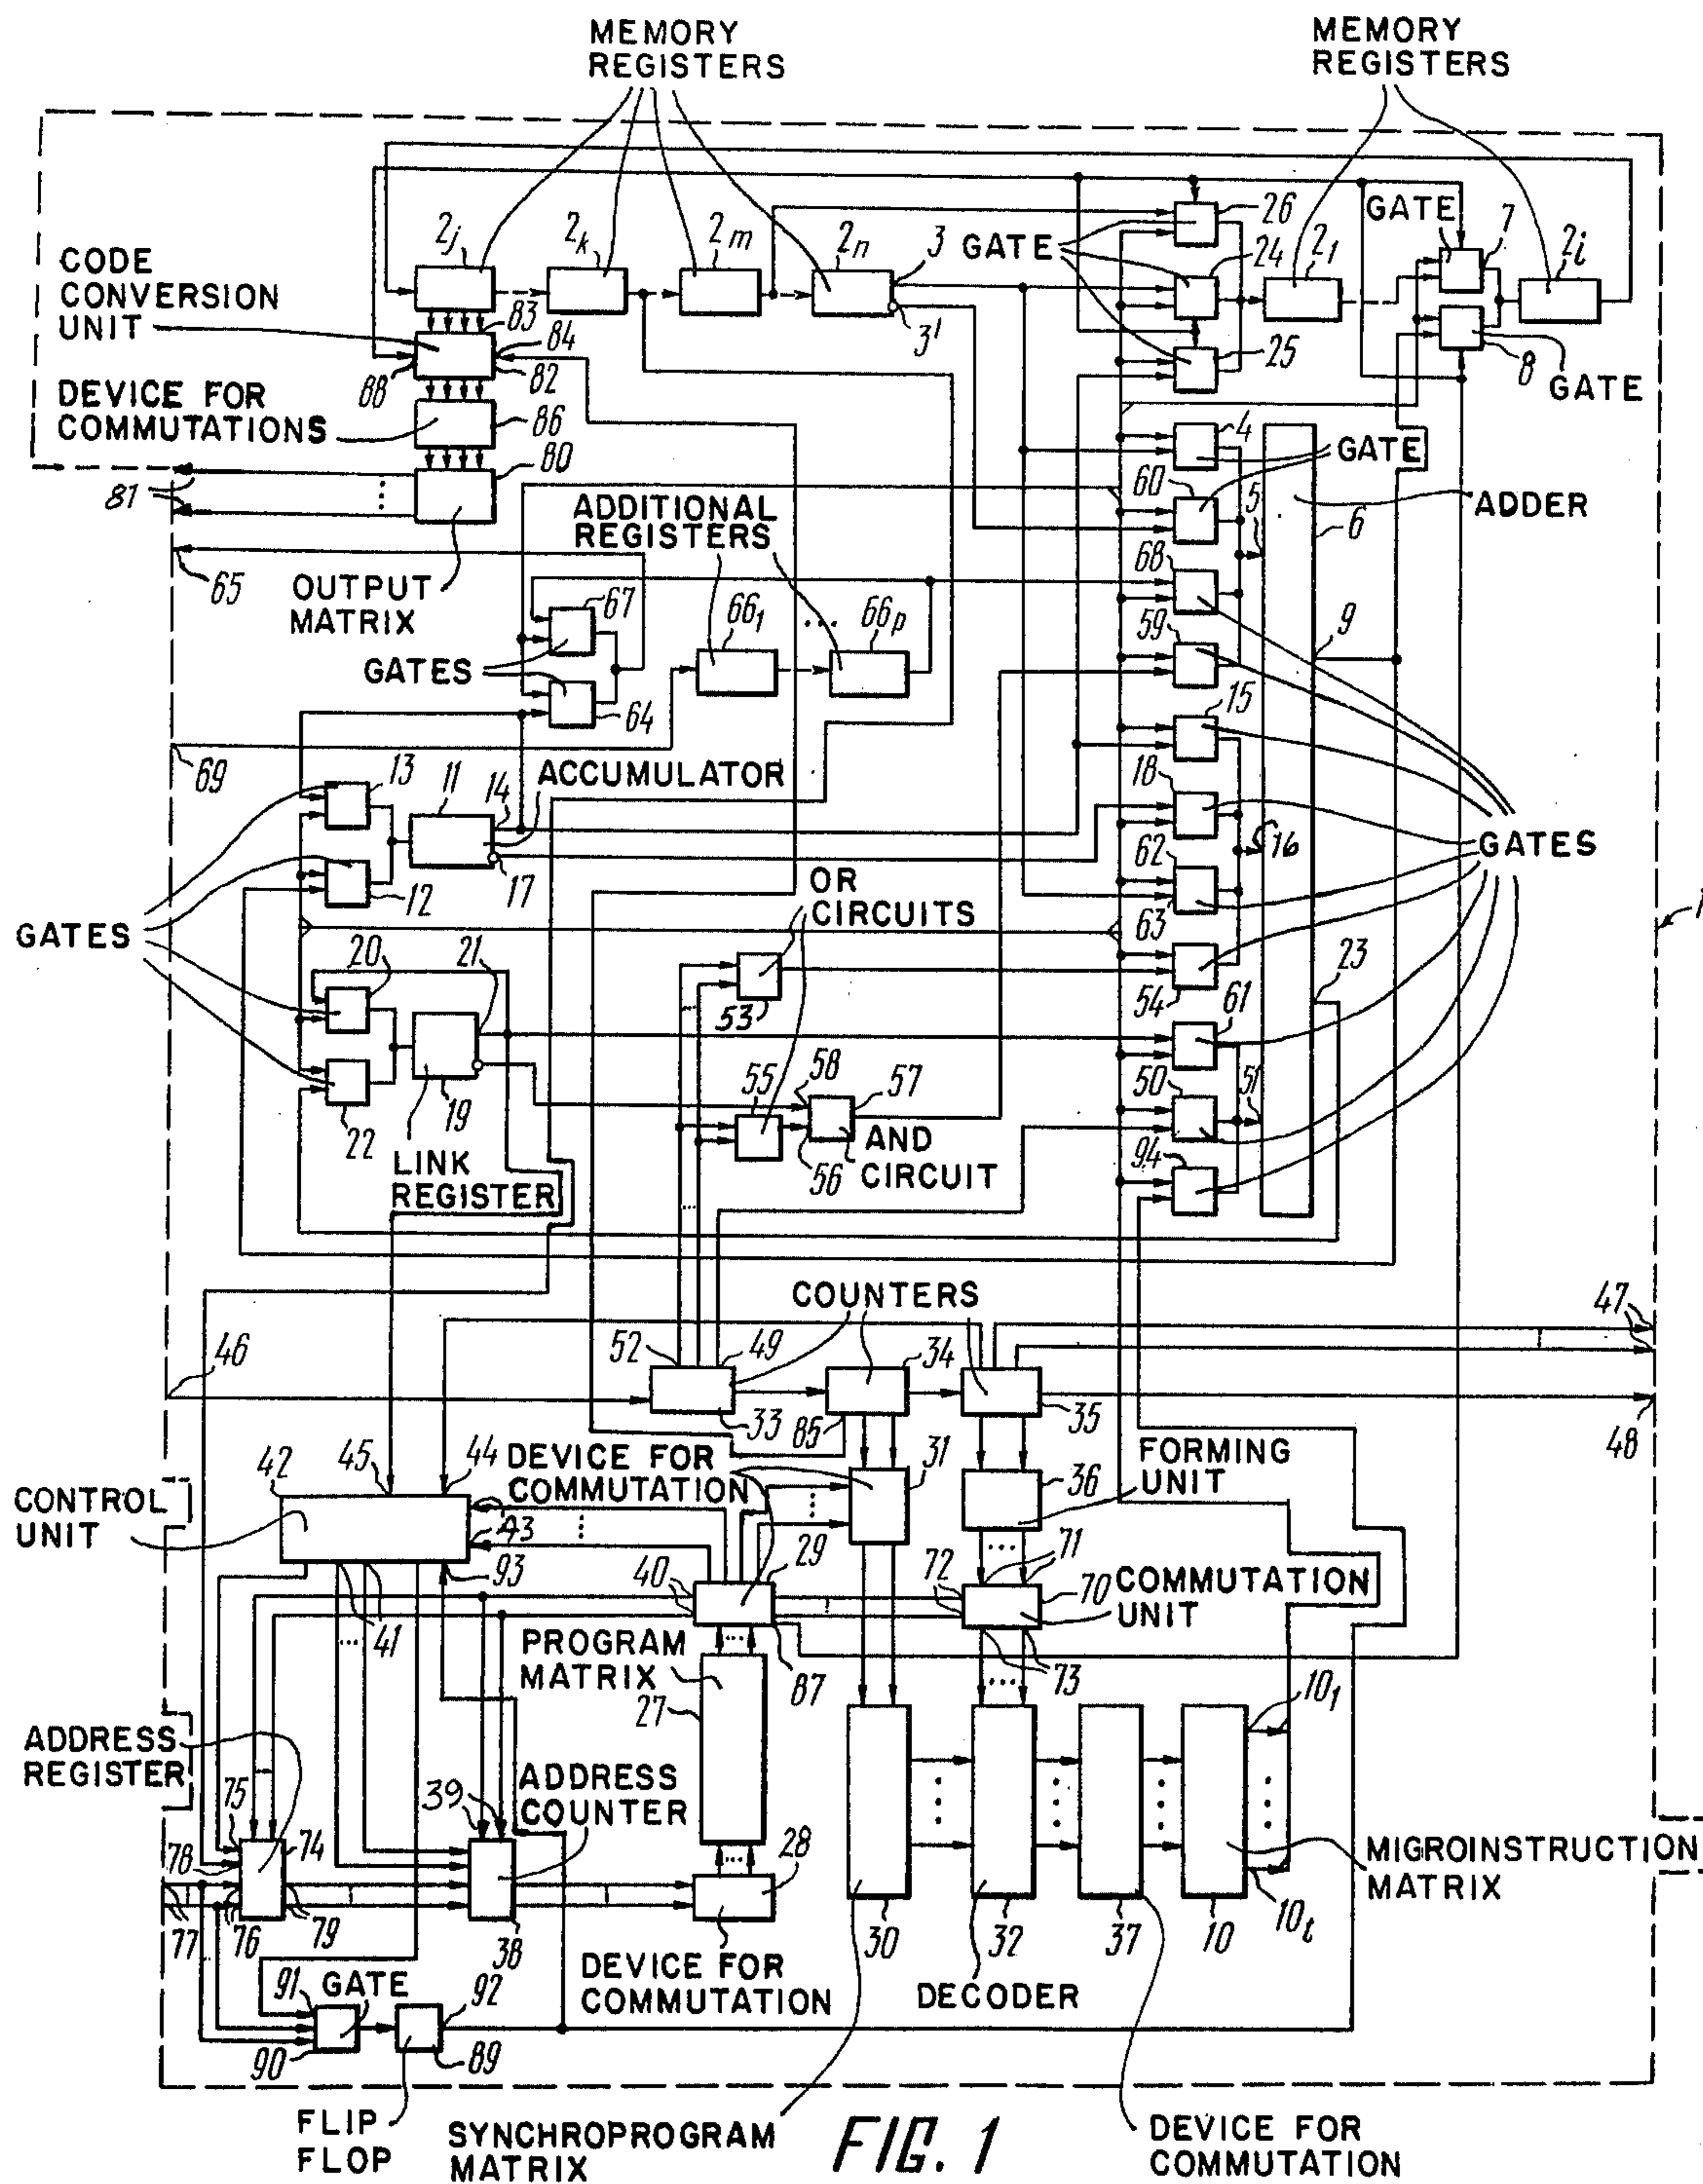 MEMORY
REGISTERS
MEMORY
REGISTERS
CODE
CONVERSION
UNIT
2j
2k
2m
2n
3
3'
GATE
26
24
25
2₁
GATE
7
2i
8
GATE
83
84
82
88
DEVICE FOR
COMMUTATIONS
86
80
81
65
OUTPUT
MATRIX
ADDITIONAL
REGISTERS
4
GATE
60
5
ADDER
6
68
67
66₁
...
66p
59
9
GATES
64
15
69
13
11
14
ACCUMULATOR
18
16
GATES
12
17
62
63
OR
CIRCUITS
1
GATES
20
21
53
54
23
61
22
19
55
58
57
50
51
56
AND
CIRCUIT
94
LINK
REGISTER
COUNTERS
47
46
52
49
34
33
85
35
48
CONTROL
UNIT
42
45
44
DEVICE FOR
COMMUTATION
31
36
FORMING
UNIT
43
93
29
71
40
72
70
COMMUTATION
UNIT
41
PROGRAM
MATRIX
27
87
73
10₁
ADDRESS
REGISTER
75
39
ADDRESS
COUNTER
74
78
28
MIGROINSTRUCTION
MATRIX
77
76
79
38
30
32
37
10
10t
91
GATE
92
DEVICE FOR
COMMUTATION
DECODER
90
89
FLIP
FLOP
SYNCHROPROGRAM
MATRIX
FIG. 1
DEVICE FOR
COMMUTATION